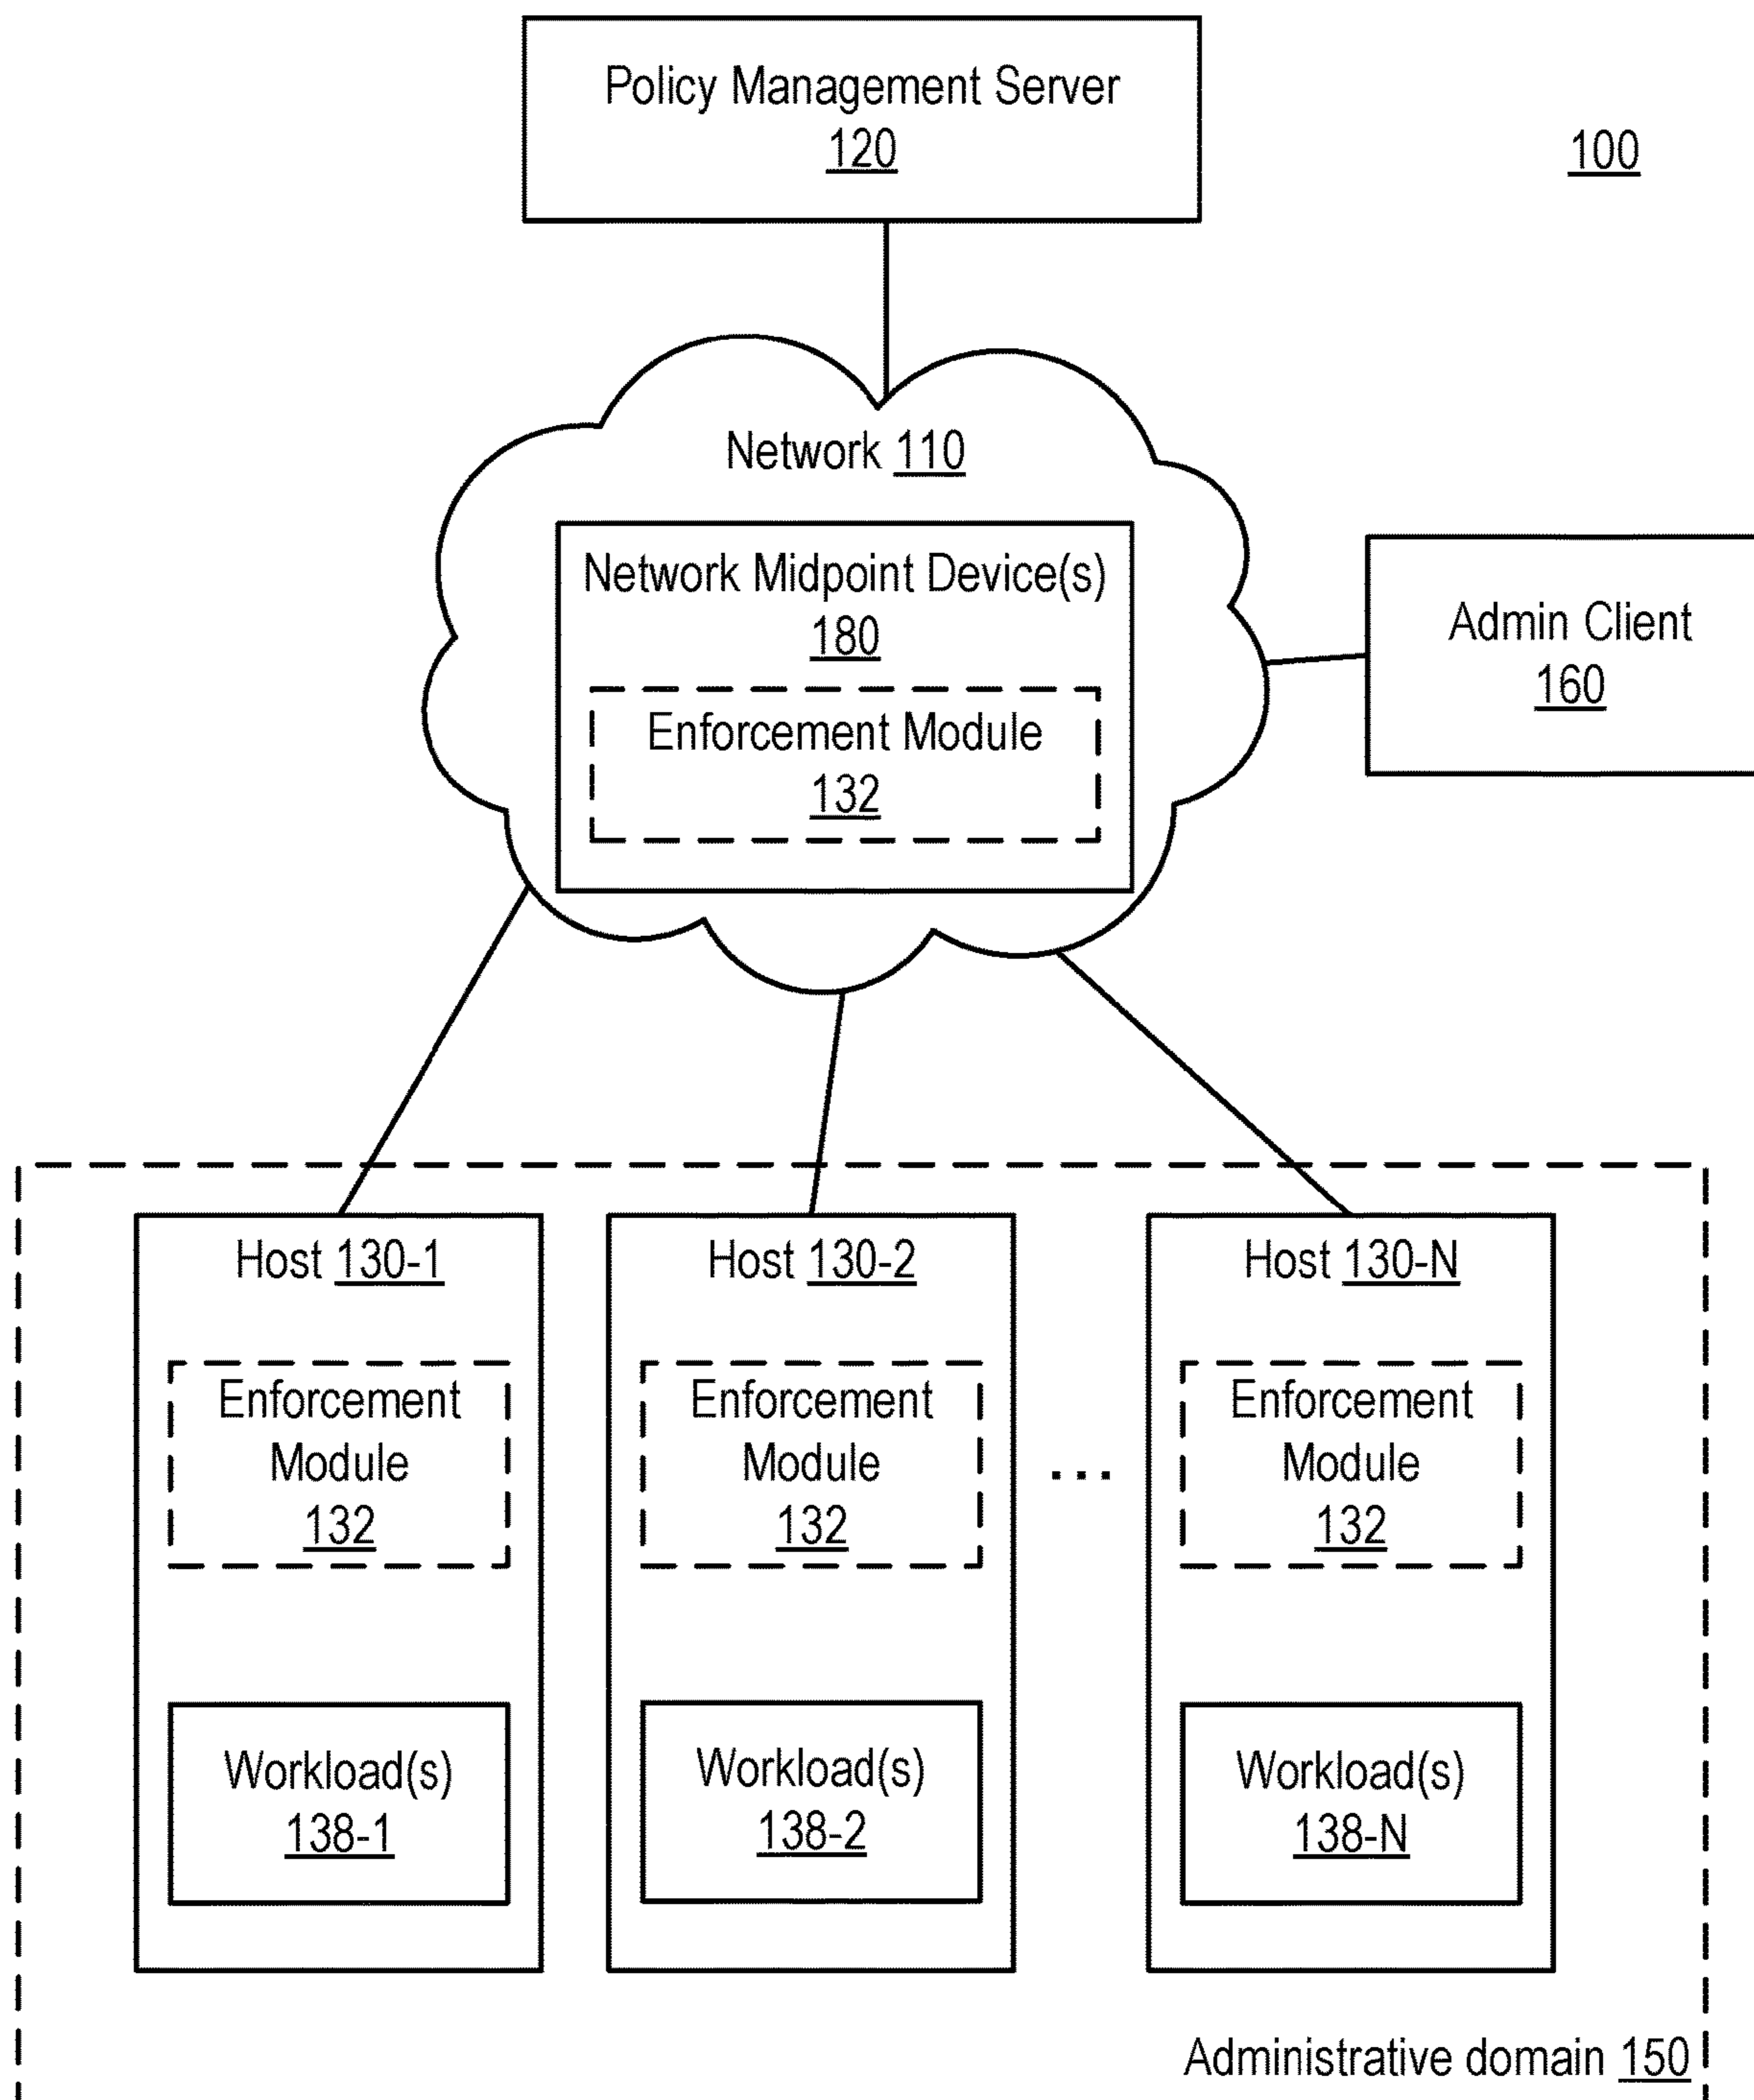 Policy Management Server
120
100
Network 110
Network Midpoint Device(s)
180
Enforcement Module
132
Admin Client
160
Host 130-1
Enforcement
Module
132
Workload(s)
138-1
Host 130-2
Enforcement
Module
132
Workload(s)
138-2
...
Host 130-N
Enforcement
Module
132
Workload(s)
138-N
Administrative domain 150